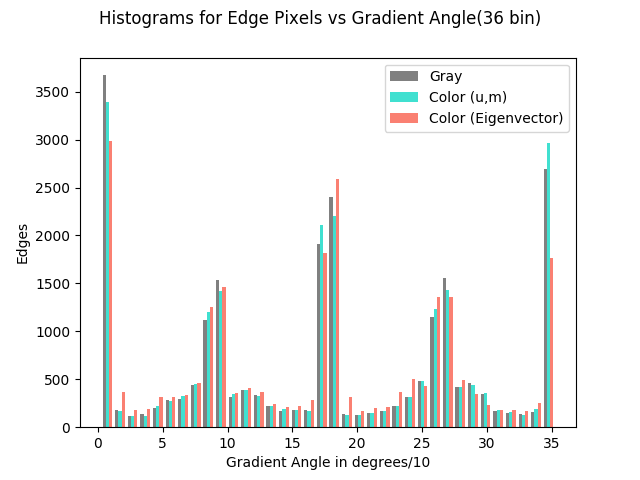 Histograms for Edge Pixels vs Gradient Angle(36 bin)
Gray
Color (u,m)
Color (Eigenvector)
3500
3000
2500
2000
1500
1000
500
0
Edges
0 5 10 15 20 25 30 35
Gradient Angle in degrees/10